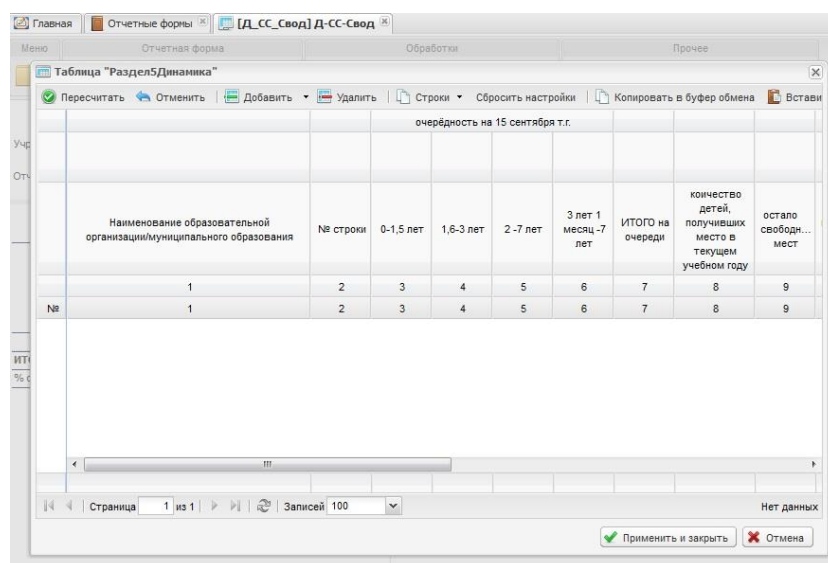 Главная Отчетные формы [Д_СС_Свод] Д-СС-Свод
Меню Отчетная форма Обработки Прочее
Таблица "Раздел5Динамика"
Пересчитать Отменить Добавить Удалить Строки Сбросить настройки Копировать в буфер обмена Встави
очерёдность на 15 сентября т.г.
Наименование образовательной организации/муниципального образования
№ строки
0-1,5 лет
1,6-3 лет
2 -7 лет
3 лет 1 месяц -7 лет
ИТОГО на очереди
коичество детей, получивших место в текущем учебном году
остало свободн... мест
1 2 3 4 5 6 7 8 9
№ 1 2 3 4 5 6 7 8 9
Страница 1 из 1 Записей 100 Нет данных
Применить и закрыть Отмена